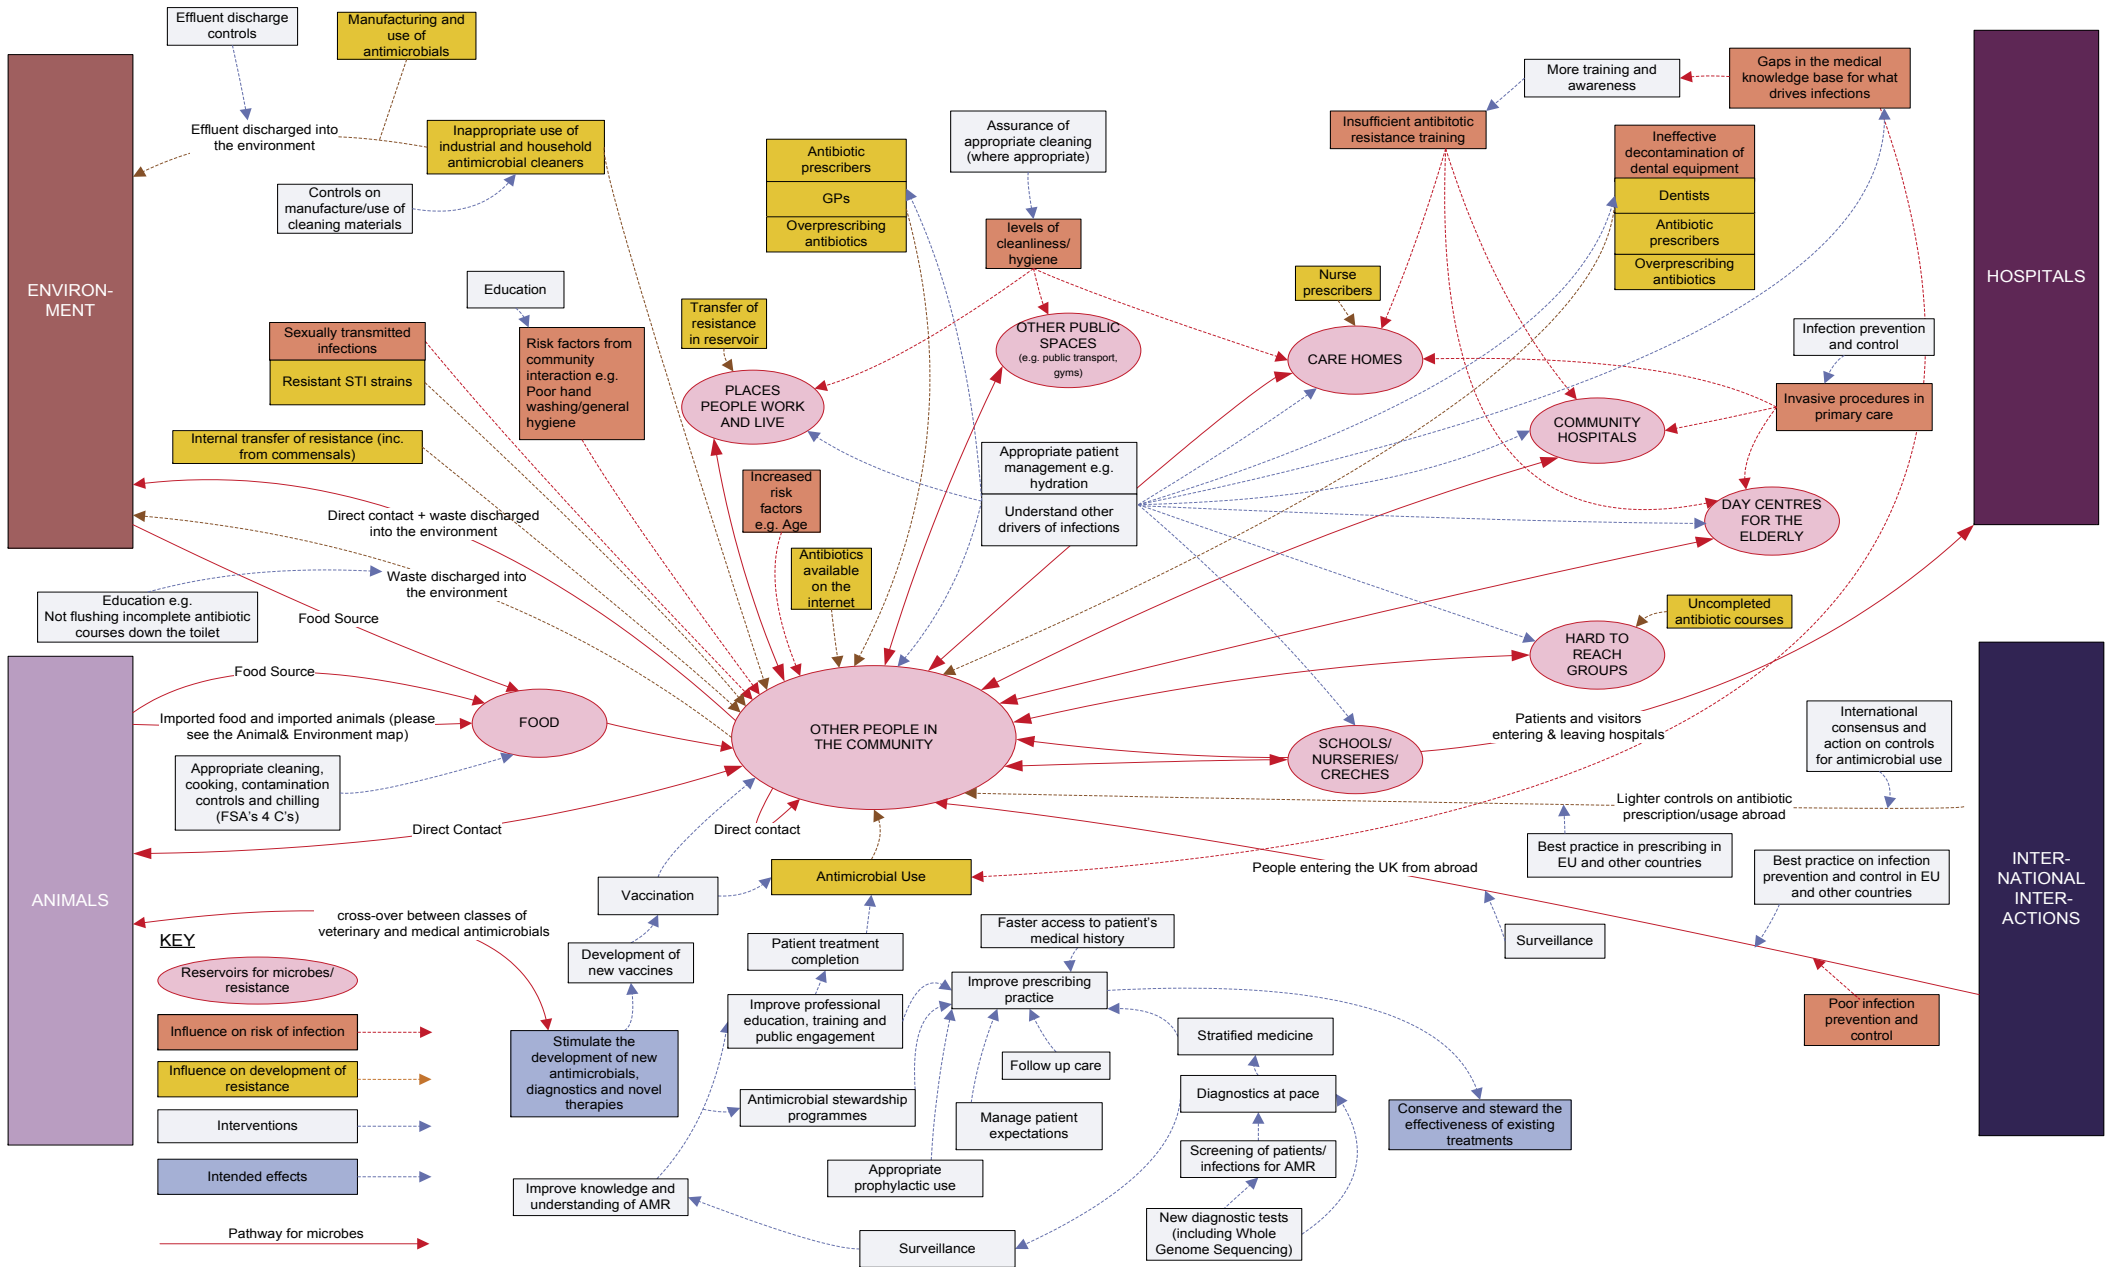 Effluent discharge
controls
Manufacturing and
use of
antimicrobials
Effluent discharged into
the environment
Inappropriate use of
industrial and household
antimicrobial cleaners
Controls on
manufacture/use of
cleaning materials
ENVIRON-
MENT
Education
Sexually transmitted
infections
Resistant STI strains
Risk factors from
community
interaction e.g.
Poor hand
washing/general
hygiene
Internal transfer of resistance (inc.
from commensals)
Antibiotic
prescribers
GPs
Overprescribing
antibiotics
Assurance of
appropriate cleaning
(where appropriate)
levels of
cleanliness/
hygiene
Transfer of
resistance
in reservoir
PLACES
PEOPLE WORK
AND LIVE
OTHER PUBLIC
SPACES
(e.g. public transport,
gyms)
Nurse
prescribers
CARE HOMES
More training and
awareness
Gaps in the medical
knowledge base for what
drives infections
Insufficient antibitotic
resistance training
Ineffective
decontamination of
dental equipment
Dentists
Antibiotic
prescribers
Overprescribing
antibiotics
HOSPITALS
Infection prevention
and control
Invasive procedures in
primary care
COMMUNITY
HOSPITALS
DAY CENTRES
FOR THE
ELDERLY
Appropriate patient
management e.g.
hydration
Understand other
drivers of infections
Increased
risk
factors
e.g. Age
Antibiotics
available
on the
internet
Direct contact + waste discharged
into the environment
Waste discharged into
the environment
Education e.g.
Not flushing incomplete antibiotic
courses down the toilet
Food Source
Uncompleted
antibiotic courses
HARD TO
REACH
GROUPS
Food Source
Imported food and imported animals (please
see the Animal& Environment map)
FOOD
Appropriate cleaning,
cooking, contamination
controls and chilling
(FSA's 4 C's)
OTHER PEOPLE IN
THE COMMUNITY
SCHOOLS/
NURSERIES/
CRECHES
Patients and visitors
entering & leaving hospitals
International
consensus and
action on controls
for antimicrobial use
Lighter controls on antibiotic
prescription/usage abroad
Direct Contact
Direct contact
Best practice in prescribing in
EU and other countries
Best practice on infection
prevention and control in EU
and other countries
People entering the UK from abroad
ANIMALS
INTER-
NATIONAL
INTER-
ACTIONS
Antimicrobial Use
Vaccination
cross-over between classes of
veterinary and medical antimicrobials
Faster access to patient's
medical history
Surveillance
Patient treatment
completion
Development of
new vaccines
Improve prescribing
practice
Improve professional
education, training and
public engagement
Poor infection
prevention and
control
KEY
Reservoirs for microbes/
resistance
Influence on risk of infection
Influence on development of
resistance
Interventions
Intended effects
Pathway for microbes
Stimulate the
development of new
antimicrobials,
diagnostics and novel
therapies
Follow up care
Stratified medicine
Diagnostics at pace
Antimicrobial stewardship
programmes
Manage patient
expectations
Conserve and steward the
effectiveness of existing
treatments
Screening of patients/
infections for AMR
Appropriate
prophylactic use
Improve knowledge and
understanding of AMR
New diagnostic tests
(including Whole
Genome Sequencing)
Surveillance